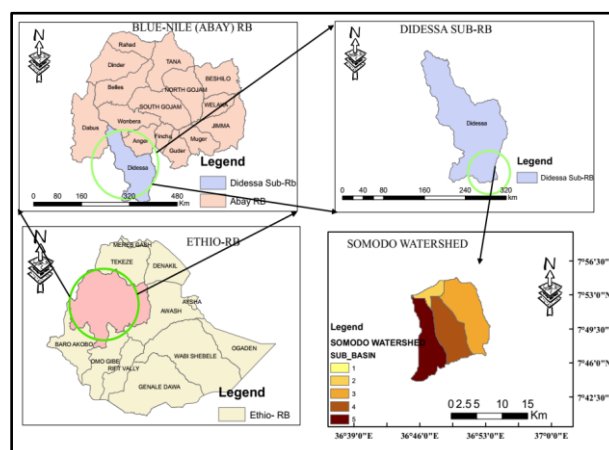 BLUE-NILE (ABAY) RB
N
Rahad
Dinder
TANA
BESHILO
Belles
NORTH GOJAM
WELAKA
SOUTH GOJAM
Dabus
Wonbera
JIMMA
Anger
Fincha
Muger
Guder
Didessa
Legend
Didessa Sub-Rb
Abay RB
0 80 160 320 480
Km
DIDESSA SUB-RB
N
Didessa
Legend
Didessa Sub-RB
0 40 80 160 240 320
Km
ETHIO-RB
N
TEKEZE
DENAKIL
AYSHA
AWASH
BARO AKOBO
OGADEN
OMO GIBE
WABI SHEBELE
RIFT VALLY
GENALE DAWA
Legend
Ethio- RB
SOMODO WATERSHED
N
7°56'30"N
7°53'0"N
7°49'30"N
7°46'0"N
7°42'30"N
Legend
SOMODO WATERSHED
SUB_BASIN
1
2
3
4
5
0 2.5 5 10 15
Km
36°39'0"E 36°46'0"E 36°53'0"E 37°0'0"E